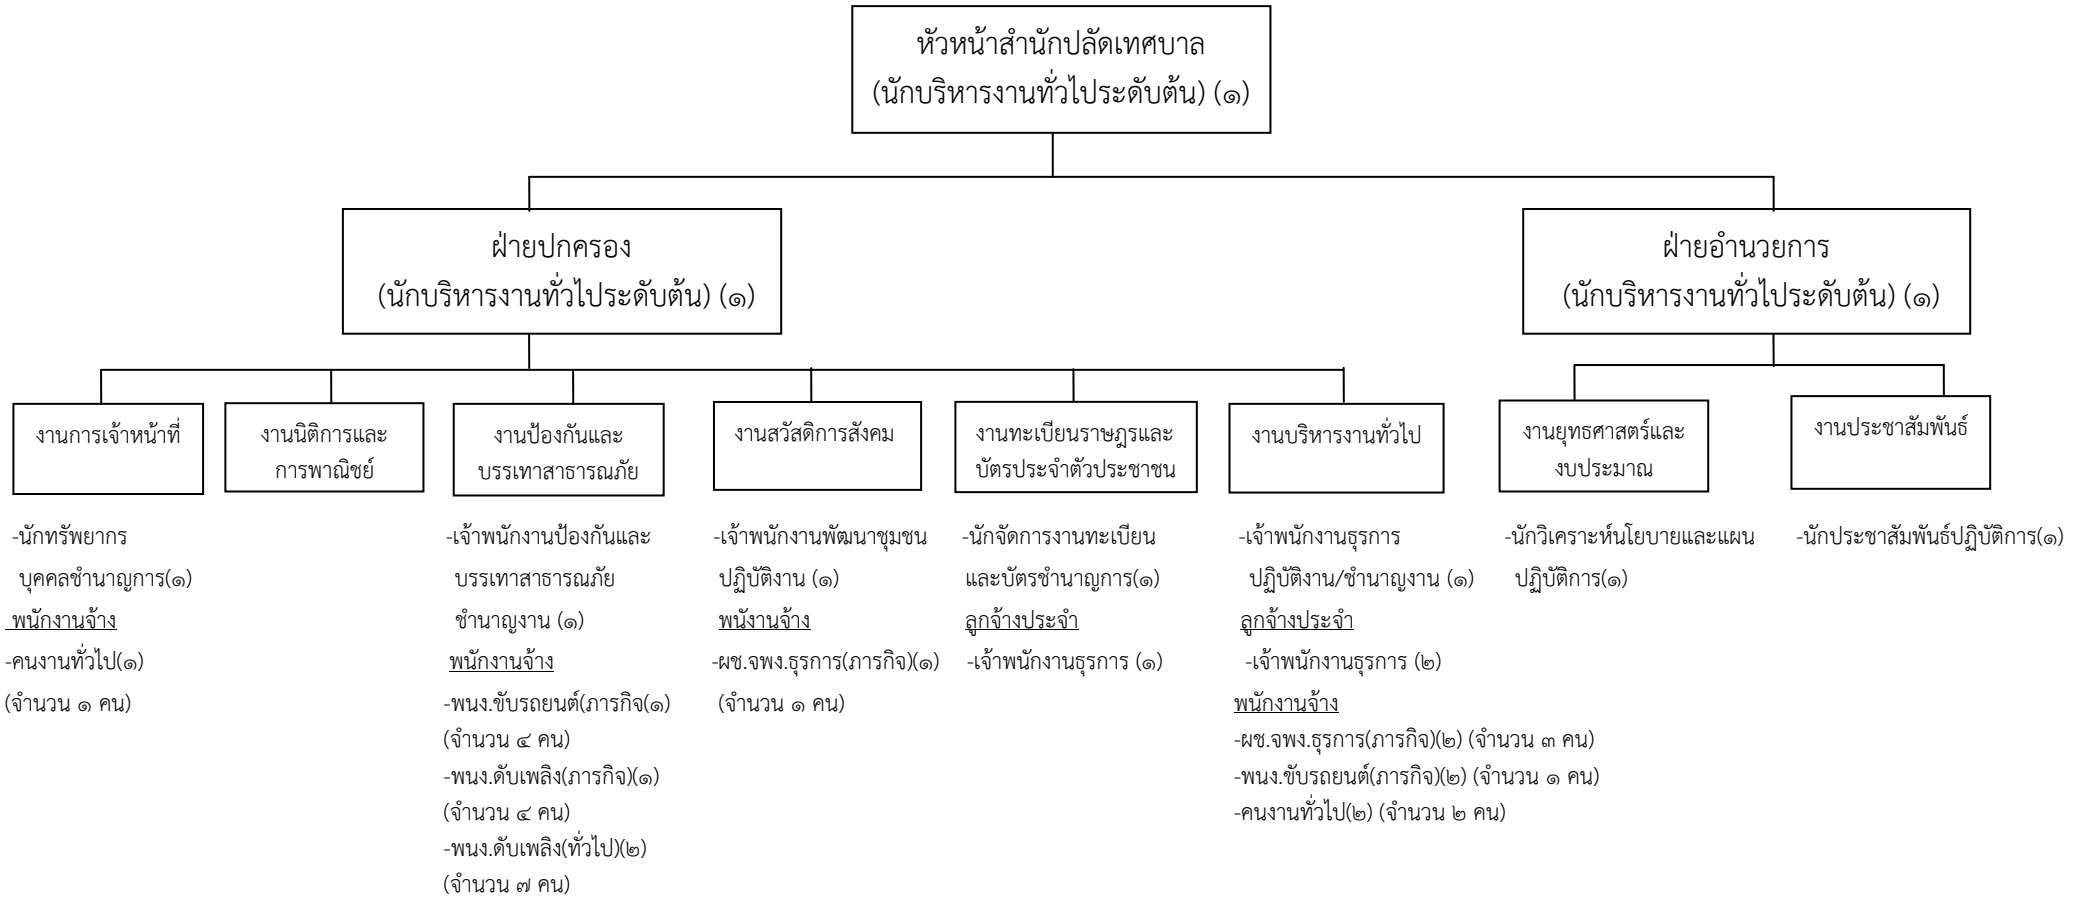 หัวหน้าสำนักปลัดเทศบาล
(นักบริหารงานทั่วไประดับต้น) (๑)
ฝ่ายปกครอง
(นักบริหารงานทั่วไประดับต้น) (๑)
ฝ่ายอำนวยการ
(นักบริหารงานทั่วไประดับต้น) (๑)
งานการเจ้าหน้าที่
งานนิติการและ
การพาณิชย์
งานป้องกันและ
บรรเทาสาธารณภัย
งานสวัสดิการสังคม
งานทะเบียนราษฎรและ
บัตรประจำตัวประชาชน
งานบริหารงานทั่วไป
งานยุทธศาสตร์และ
งบประมาณ
งานประชาสัมพันธ์
-นักทรัพยากร
บุคคลชำนาญการ(๑)
พนักงานจ้าง
-คนงานทั่วไป(๑)
(จำนวน ๑ คน)
-เจ้าพนักงานป้องกันและ
บรรเทาสาธารณภัย
ชำนาญงาน (๑)
พนักงานจ้าง
-พนง.ขับรถยนต์(ภารกิจ(๑)
(จำนวน ๔ คน)
-พนง.ดับเพลิง(ภารกิจ)(๑)
(จำนวน ๔ คน)
-พนง.ดับเพลิง(ทั่วไป)(๒)
(จำนวน ๗ คน)
-เจ้าพนักงานพัฒนาชุมชน
ปฏิบัติงาน (๑)
พนังานจ้าง
-ผช.จพง.ธุรการ(ภารกิจ)(๑)
(จำนวน ๑ คน)
-นักจัดการงานทะเบียน
และบัตรชำนาญการ(๑)
ลูกจ้างประจำ
-เจ้าพนักงานธุรการ (๑)
-เจ้าพนักงานธุรการ
ปฏิบัติงาน/ชำนาญงาน (๑)
ลูกจ้างประจำ
-เจ้าพนักงานธุรการ (๒)
พนักงานจ้าง
-ผช.จพง.ธุรการ(ภารกิจ)(๒) (จำนวน ๓ คน)
-พนง.ขับรถยนต์(ภารกิจ)(๒) (จำนวน ๑ คน)
-คนงานทั่วไป(๒) (จำนวน ๒ คน)
-นักวิเคราะห์นโยบายและแผน
ปฏิบัติการ(๑)
-นักประชาสัมพันธ์ปฏิบัติการ(๑)